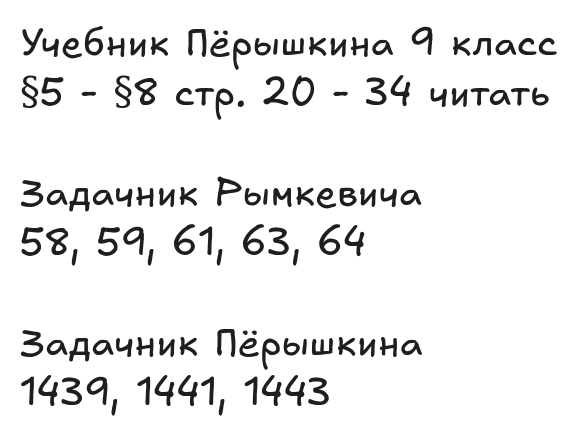 Учебник Пёрышкина 9 класс
§5 - §8 стр. 20 - 34 читать
Задачник Рымкевича
58, 59, 61, 63, 64
Задачник Пёрышкина
1439, 1441, 1443